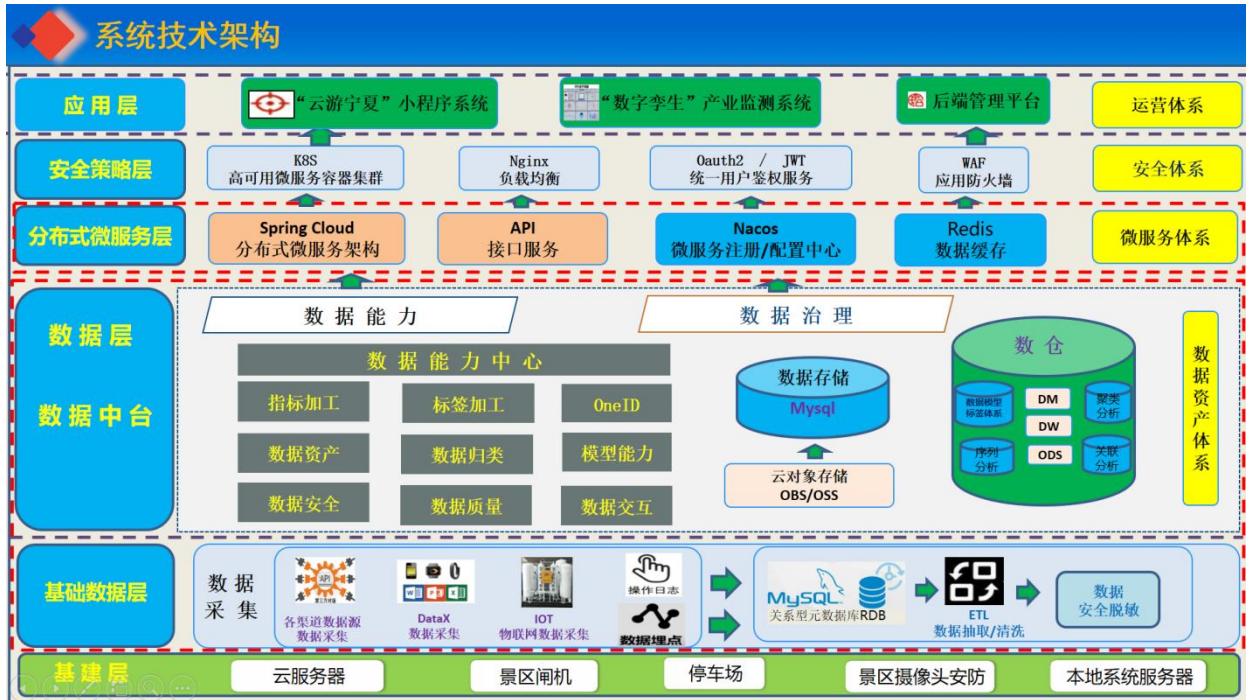 系统技术架构
应用层
“云游宁夏”小程序系统
“数字孪生”产业监测系统
后端管理平台
运营体系
安全策略层
K8S
高可用微服务容器集群
Nginx
负载均衡
Oauth2 / JWT
统一用户鉴权服务
WAF
应用防火墙
安全体系
分布式微服务层
Spring Cloud
分布式微服务架构
API
接口服务
Nacos
微服务注册/配置中心
Redis
数据缓存
微服务体系
数据层
数据中台
数据能力
数据能力中心
指标加工
标签加工
OneID
数据资产
数据归类
模型能力
数据安全
数据质量
数据交互
数据治理
数据存储
Mysql
云对象存储
OBS/OSS
数仓
数据模型
标签体系
DM
DW
ODS
聚类
分析
序列
分析
关联
分析
数据资产体系
基础数据层
数据
采集
API
各渠道数据源
数据采集
DataX
数据采集
IOT
物联网数据采集
操作日志
数据埋点
MySQL
关系型元数据库RDB
ETL
数据抽取/清洗
数据
安全脱敏
基建层
云服务器
景区闸机
停车场
景区摄像头安防
本地系统服务器